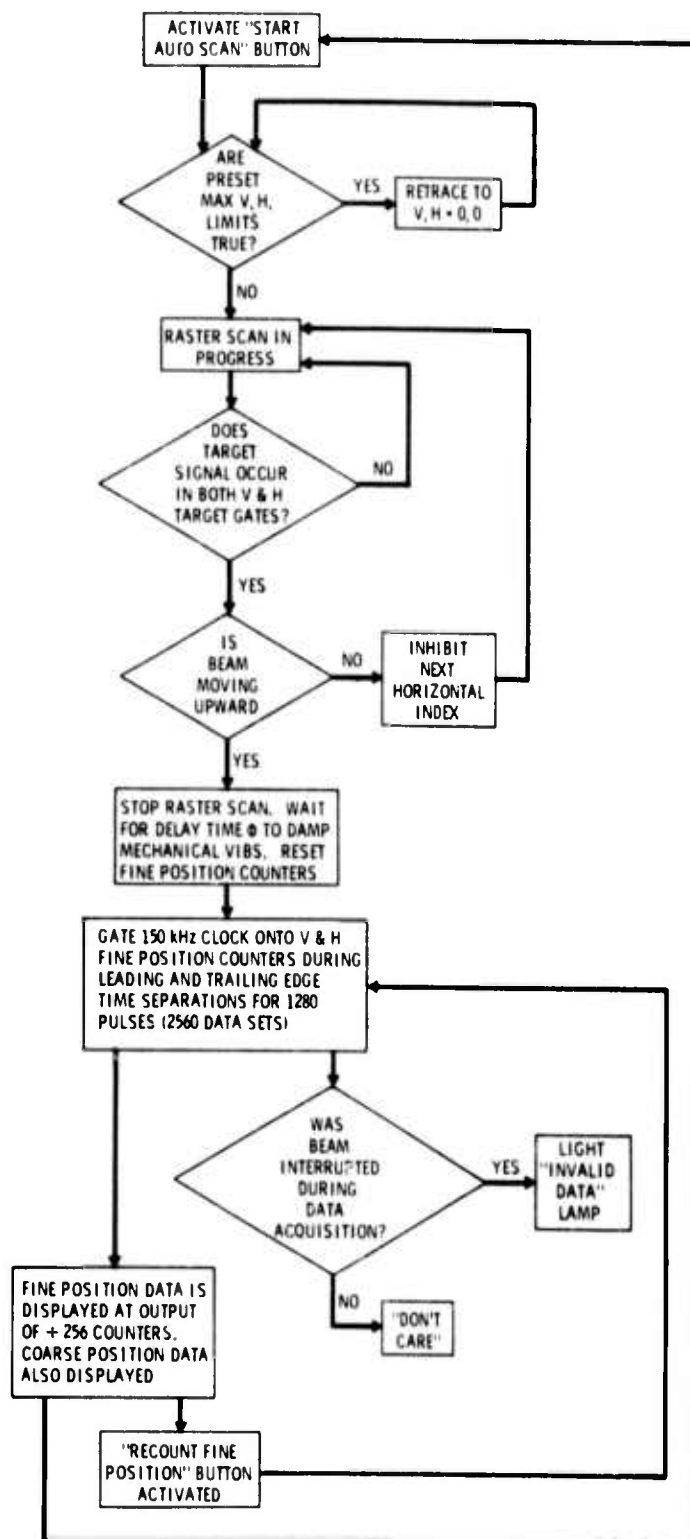 ACTIVATE "START
AUTO SCAN" BUTTON
ARE
PRESET
MAX V, H,
LIMITS
TRUE?
YES
RETRACE TO
V, H = 0, 0
NO
RASTER SCAN IN
PROGRESS
DOES
TARGET
SIGNAL OCCUR
IN BOTH V & H
TARGET GATES?
NO
YES
IS
BEAM
MOVING
UPWARD
NO
INHIBIT
NEXT
HORIZONTAL
INDEX
YES
STOP RASTER SCAN. WAIT
FOR DELAY TIME Φ TO DAMP
MECHANICAL VIBS. RESET
FINE POSITION COUNTERS
GATE 150 kHz CLOCK ONTO V & H
FINE POSITION COUNTERS DURING
LEADING AND TRAILING EDGE
TIME SEPARATIONS FOR 1280
PULSES (2560 DATA SETS)
WAS
BEAM
INTERRUPTED
DURING
DATA
ACQUISITION?
YES
LIGHT
"INVALID
DATA"
LAMP
NO
"DON'T
CARE"
FINE POSITION DATA IS
DISPLAYED AT OUTPUT
OF + 256 COUNTERS.
COARSE POSITION DATA
ALSO DISPLAYED
"RECOUNT FINE
POSITION" BUTTON
ACTIVATED